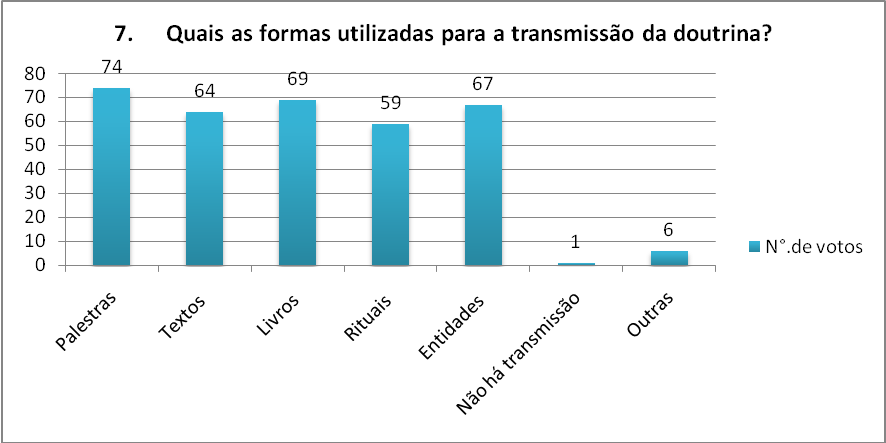 7. Quais as formas utilizadas para a transmissão da doutrina?
80
70
60
50
40
30
20
10
0
74
64
69
59
67
1
6
Palestras
Textos
Livros
Rituais
Entidades
Não há transmissão
Outras
N°.de votos